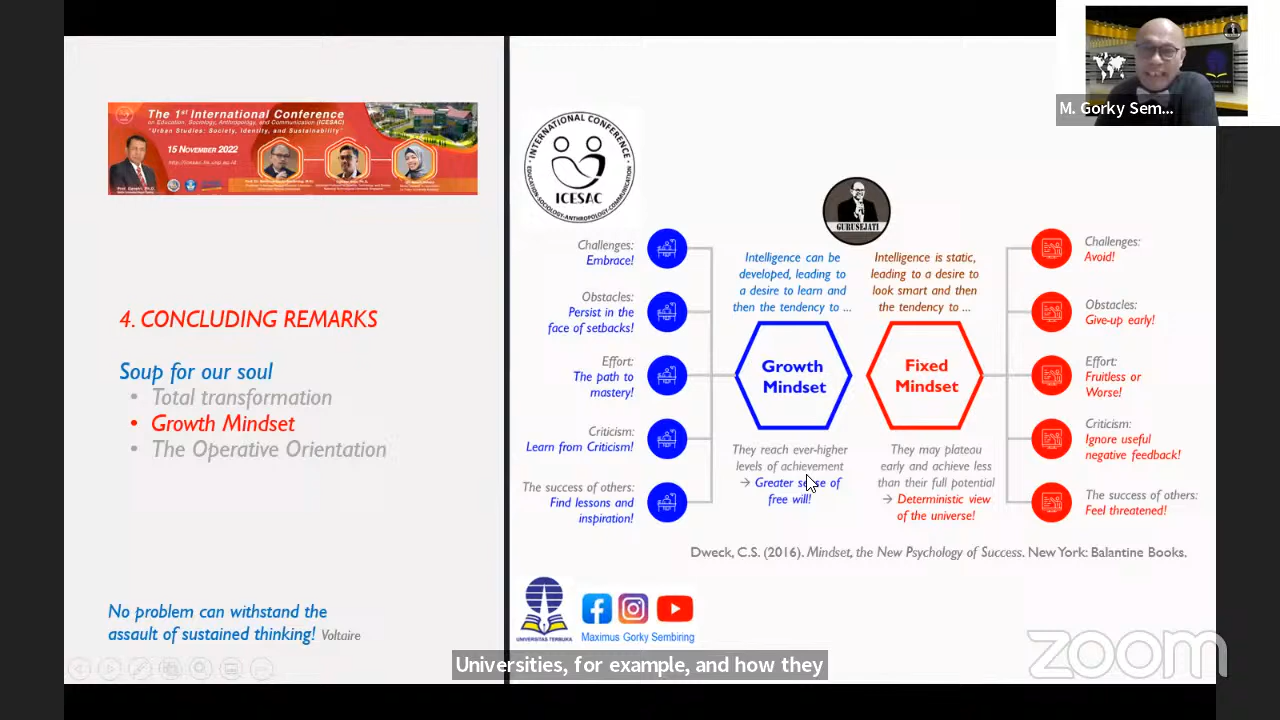 The 1st International Conference
on Education, Sociology, Anthropology, and Communication (ICESAC)
"Urban Studies: Society, Identity, and Sustainability"
15 NOVEMBER 2022
4. CONCLUDING REMARKS
Soup for our soul
• Total transformation
• Growth Mindset
• The Operative Orientation
No problem can withstand the
assault of sustained thinking! Voltaire
INTERNATIONAL CONFERENCE
EDUCATION-SOCIOLOGY-ANTHROPOLOGY-COMMUNICATION
ICESAC
GURUSEJATI
Challenges:
Embrace!
Obstacles:
Persist in the
face of setbacks!
Effort:
The path to
mastery!
Criticism:
Learn from Criticism!
The success of others:
Find lessons and
inspiration!
Intelligence can be
developed, leading to
a desire to learn and
then the tendency to ...
Growth
Mindset
They reach ever-higher
levels of achievement
→ Greater sense of
free will!
Intelligence is static,
leading to a desire to
look smart and then
the tendency to ...
Fixed
Mindset
They may plateau
early and achieve less
than their full potential
→ Deterministic view
of the universe!
Challenges:
Avoid!
Obstacles:
Give-up early!
Effort:
Fruitless or
Worse!
Criticism:
Ignore useful
negative feedback!
The success of others:
Feel threatened!
Dweck, C.S. (2016). Mindset, the New Psychology of Success. New York: Balantine Books.
UNIVERSITAS TERBUKA
Maximus Gorky Sembiring
Universities, for example, and how they
zoom
M. Gorky Sem...